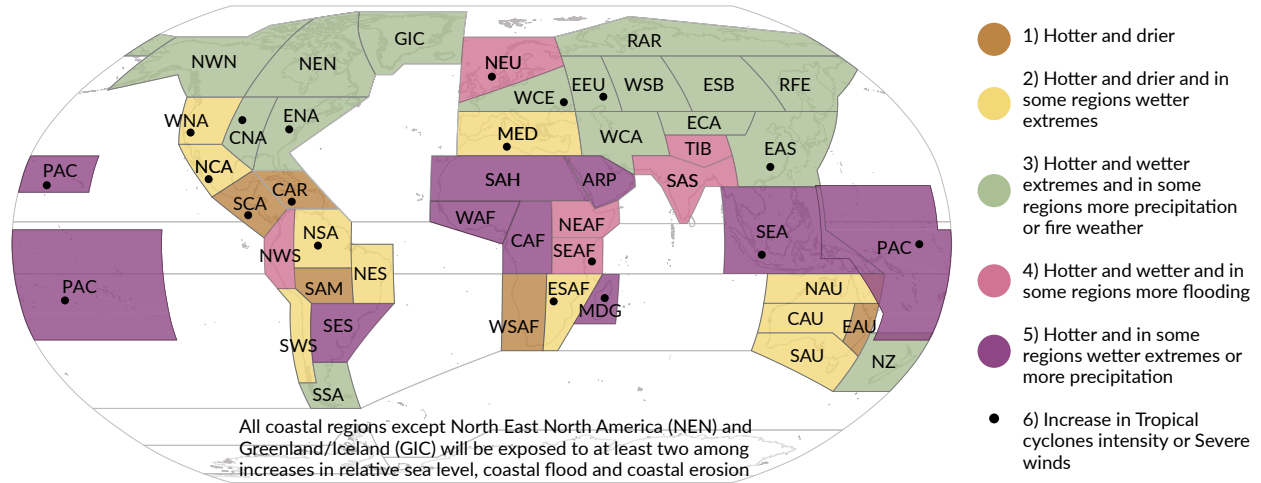 GIC
RAR
NWN
NEN
NEU
EEU
WSB
ESB
RFE
WCE
WNA
CNA
ENA
MED
WCA
ECA
TIB
EAS
PAC
NCA
CAR
SCA
SAH
ARP
SAS
WAF
CAF
NEAF
SEAF
SEA
PAC
NSA
NWS
NES
PAC
SAM
ESAF
MDG
NAU
SES
WSAF
CAU
EAU
SWS
SAU
NZ
SSA
All coastal regions except North East North America (NEN) and
Greenland/Iceland (GIC) will be exposed to at least two among
increases in relative sea level, coastal flood and coastal erosion
1) Hotter and drier
2) Hotter and drier and in
some regions wetter
extremes
3) Hotter and wetter
extremes and in some
regions more precipitation
or fire weather
4) Hotter and wetter and in
some regions more flooding
5) Hotter and in some
regions wetter extremes or
more precipitation
6) Increase in Tropical
cyclones intensity or Severe
winds